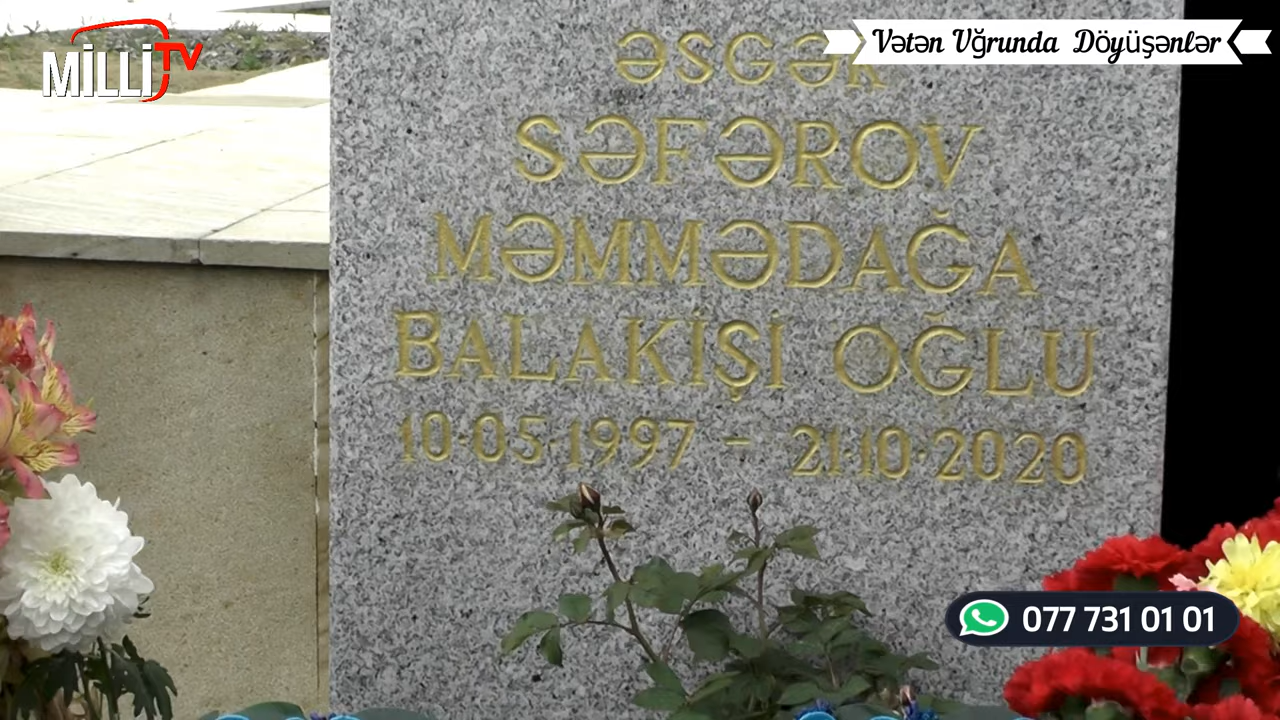 MİLLİ TV
Vətən Uğrunda Döyüşənlər
ƏSGƏR
SƏFƏROV
MƏMMƏDAĞA
BALAKİŞİ OĞLU
10·05·1997 – 21·10·2020
077 731 01 01